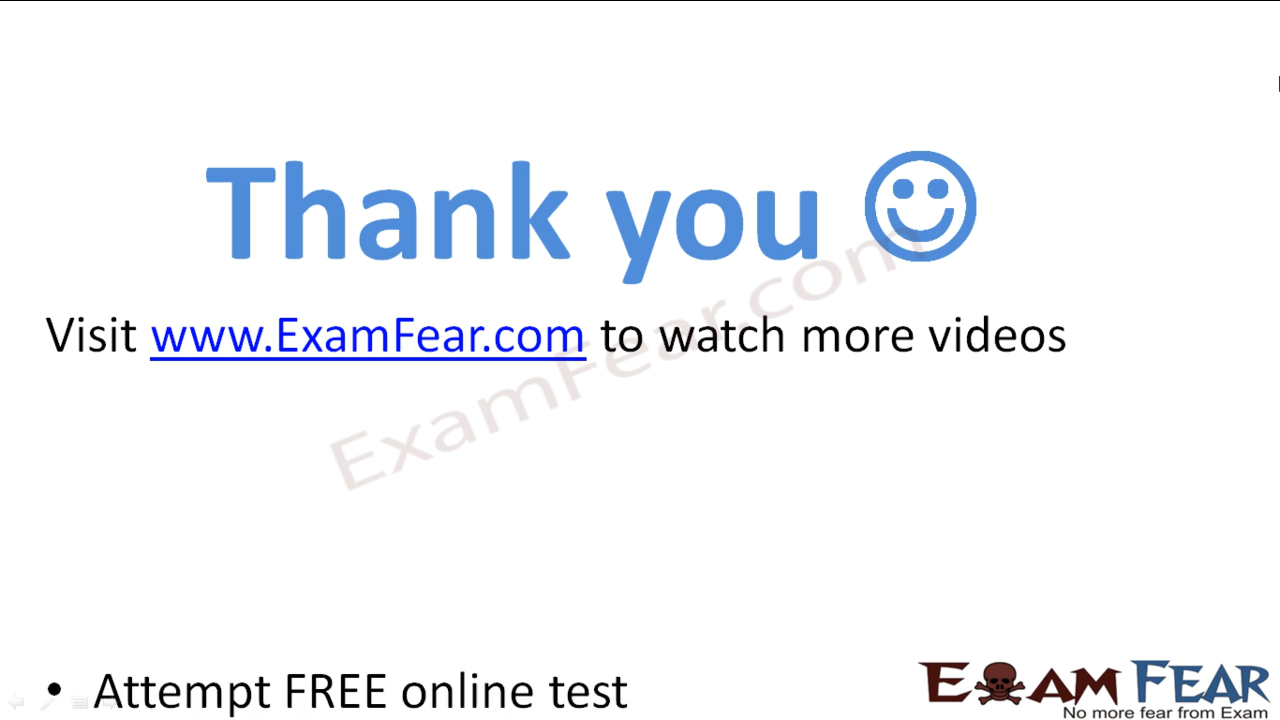 Thank you
Visit www.ExamFear.com to watch more videos
ExamFear.com
• Attempt FREE online test
EXAM FEAR
No more fear from Exam